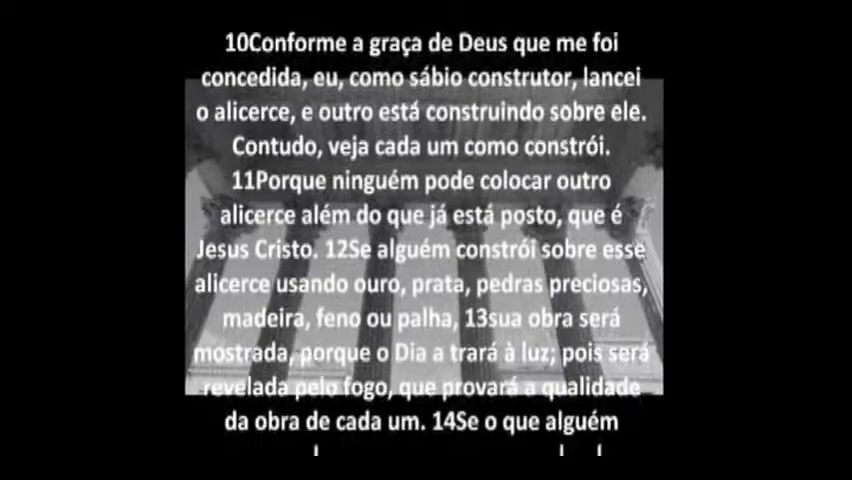 10Conforme a graça de Deus que me foi
concedida, eu, como sábio construtor, lancei
o alicerce, e outro está construindo sobre ele.
Contudo, veja cada um como constrói.
11Porque ninguém pode colocar outro
alicerce além do que já está posto, que é
Jesus Cristo. 12Se alguém constrói sobre esse
alicerce usando ouro, prata, pedras preciosas,
madeira, feno ou palha, 13sua obra será
mostrada, porque o Dia a trará à luz; pois será
revelada pelo fogo, que provará a qualidade
da obra de cada um. 14Se o que alguém